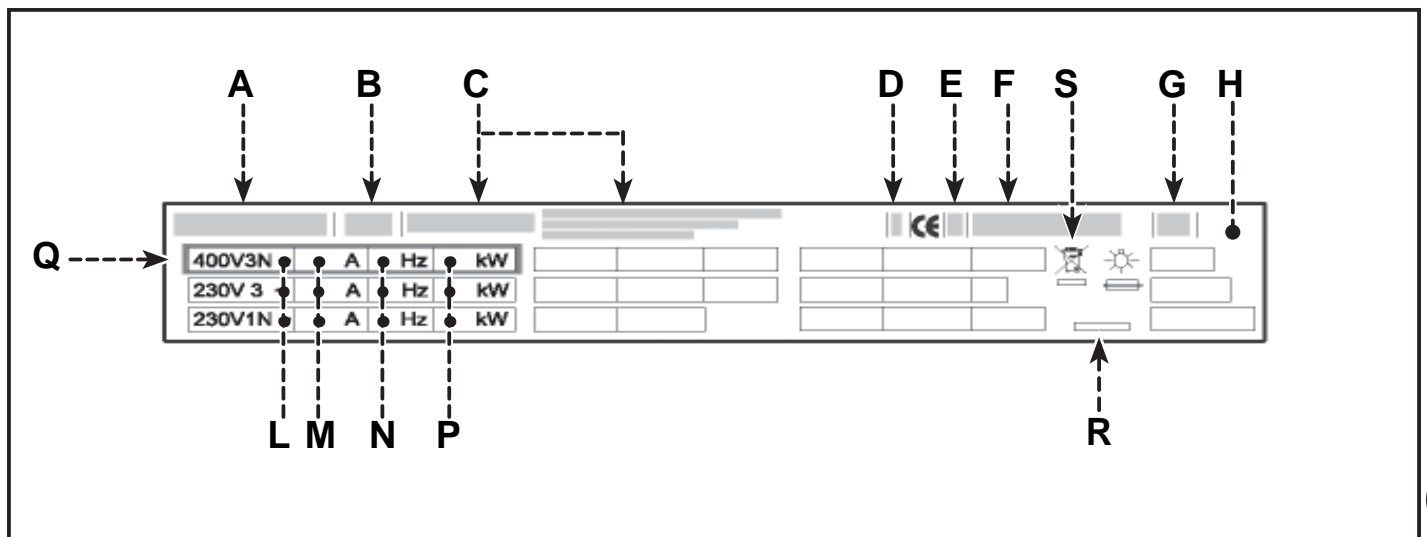 A B C D E F S G H
CE
Q
400V3N A Hz kW
230V 3 A Hz kW
230V1N A Hz kW
L M N P
R